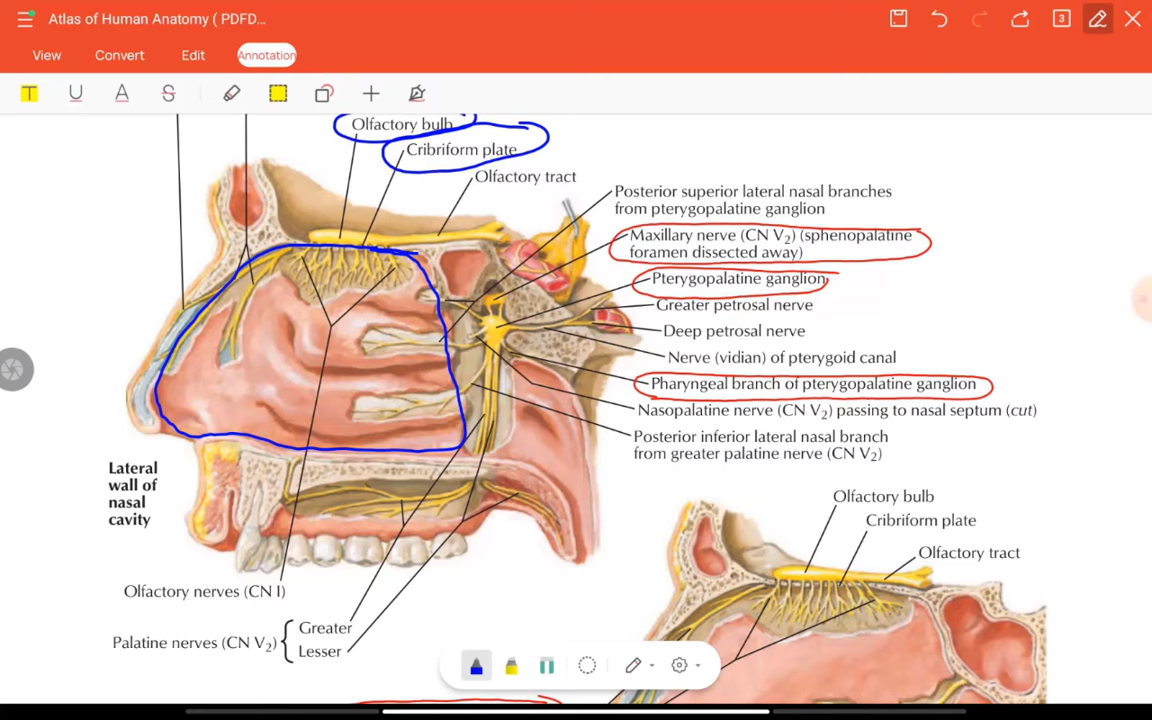 Atlas of Human Anatomy ( PDFD...
3
View Convert Edit Annotation
T U A S
Olfactory bulb
Cribriform plate
Olfactory tract
Posterior superior lateral nasal branches
from pterygopalatine ganglion
Maxillary nerve (CN V2) (sphenopalatine
foramen dissected away)
Pterygopalatine ganglion
Greater petrosal nerve
Deep petrosal nerve
Nerve (vidian) of pterygoid canal
Pharyngeal branch of pterygopalatine ganglion
Nasopalatine nerve (CN V2) passing to nasal septum (cut)
Posterior inferior lateral nasal branch
from greater palatine nerve (CN V2)
Lateral
wall of
nasal
cavity
Olfactory nerves (CN I)
Palatine nerves (CN V2)
Greater
Lesser
Olfactory bulb
Cribriform plate
Olfactory tract